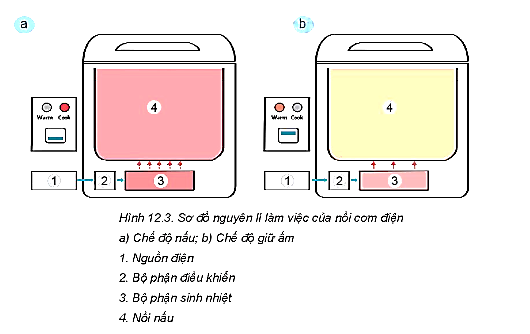 a
b
4
4
Warm Cook
Warm Cook
1
2
3
1
2
3
Hình 12.3. Sơ đồ nguyên lí làm việc của nồi cơm điện
a) Chế độ nấu; b) Chế độ giữ ấm
1. Nguồn điện
2. Bộ phận điều khiển
3. Bộ phận sinh nhiệt
4. Nồi nấu